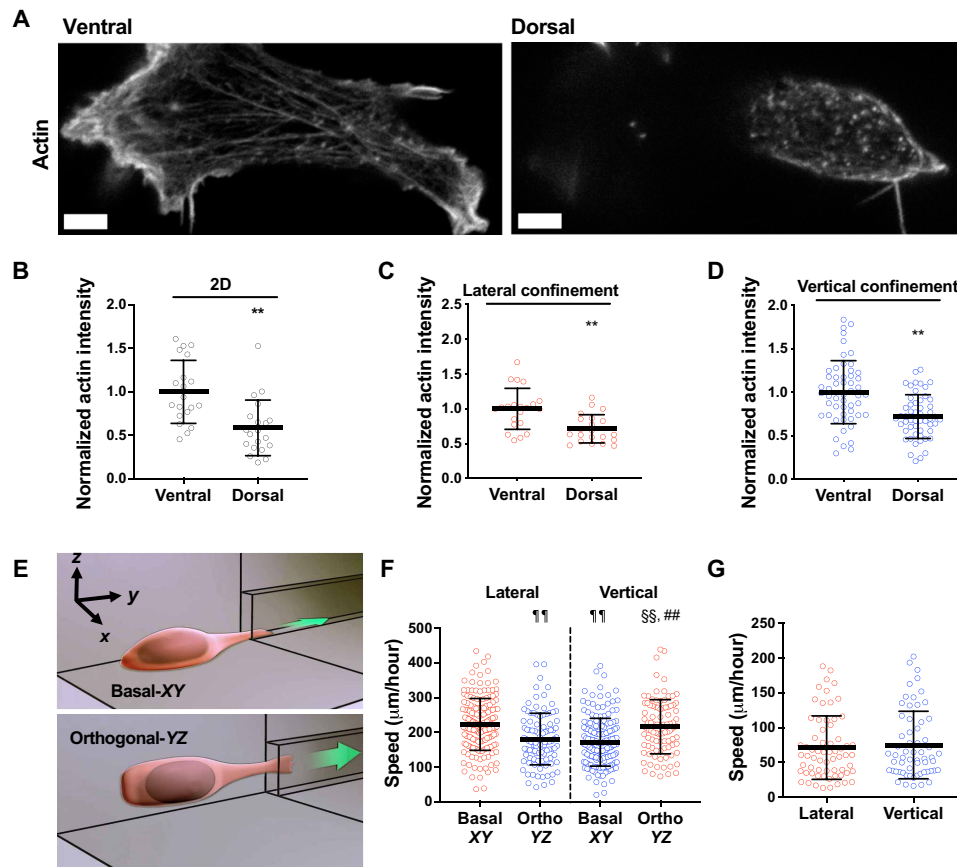 A
Ventral
Dorsal
Actin
B
2D
**
Normalized actin intensity
2.0
1.5
1.0
0.5
0.0
Ventral Dorsal
C
Lateral confinement
**
Normalized actin intensity
2.5
2.0
1.5
1.0
0.5
0.0
Ventral Dorsal
D
Vertical confinement
**
Normalized actin intensity
2.0
1.5
1.0
0.5
0.0
Ventral Dorsal
E
z
y
x
Basal-XY
Orthogonal-YZ
F
Lateral Vertical
¶¶ ¶¶ §§, ##
Speed (μm/hour)
500
400
300
200
100
0
Basal Ortho Basal Ortho
XY YZ XY YZ
G
Speed (μm/hour)
250
200
150
100
50
0
Lateral Vertical